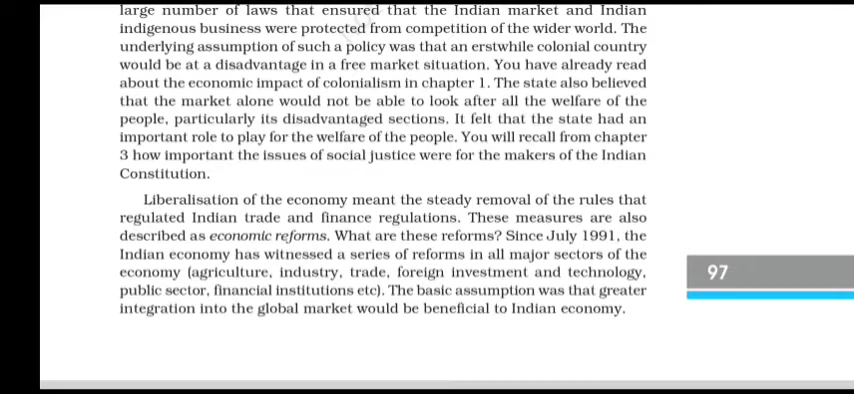 large number of laws that ensured that the Indian market and Indian
indigenous business were protected from competition of the wider world. The
underlying assumption of such a policy was that an erstwhile colonial country
would be at a disadvantage in a free market situation. You have already read
about the economic impact of colonialism in chapter 1. The state also believed
that the market alone would not be able to look after all the welfare of the
people, particularly its disadvantaged sections. It felt that the state had an
important role to play for the welfare of the people. You will recall from chapter
3 how important the issues of social justice were for the makers of the Indian
Constitution.
Liberalisation of the economy meant the steady removal of the rules that
regulated Indian trade and finance regulations. These measures are also
described as economic reforms. What are these reforms? Since July 1991, the
Indian economy has witnessed a series of reforms in all major sectors of the
economy (agriculture, industry, trade, foreign investment and technology,
public sector, financial institutions etc). The basic assumption was that greater
integration into the global market would be beneficial to Indian economy.
97